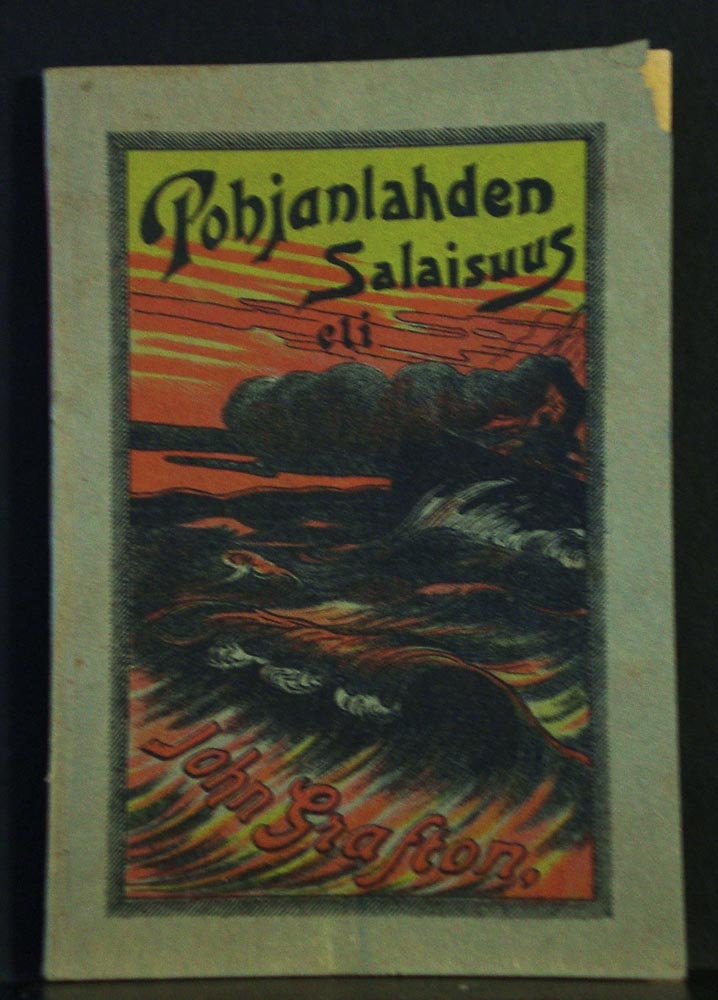 Pohjanlahden
Salaisuus
eli
John Grafton.